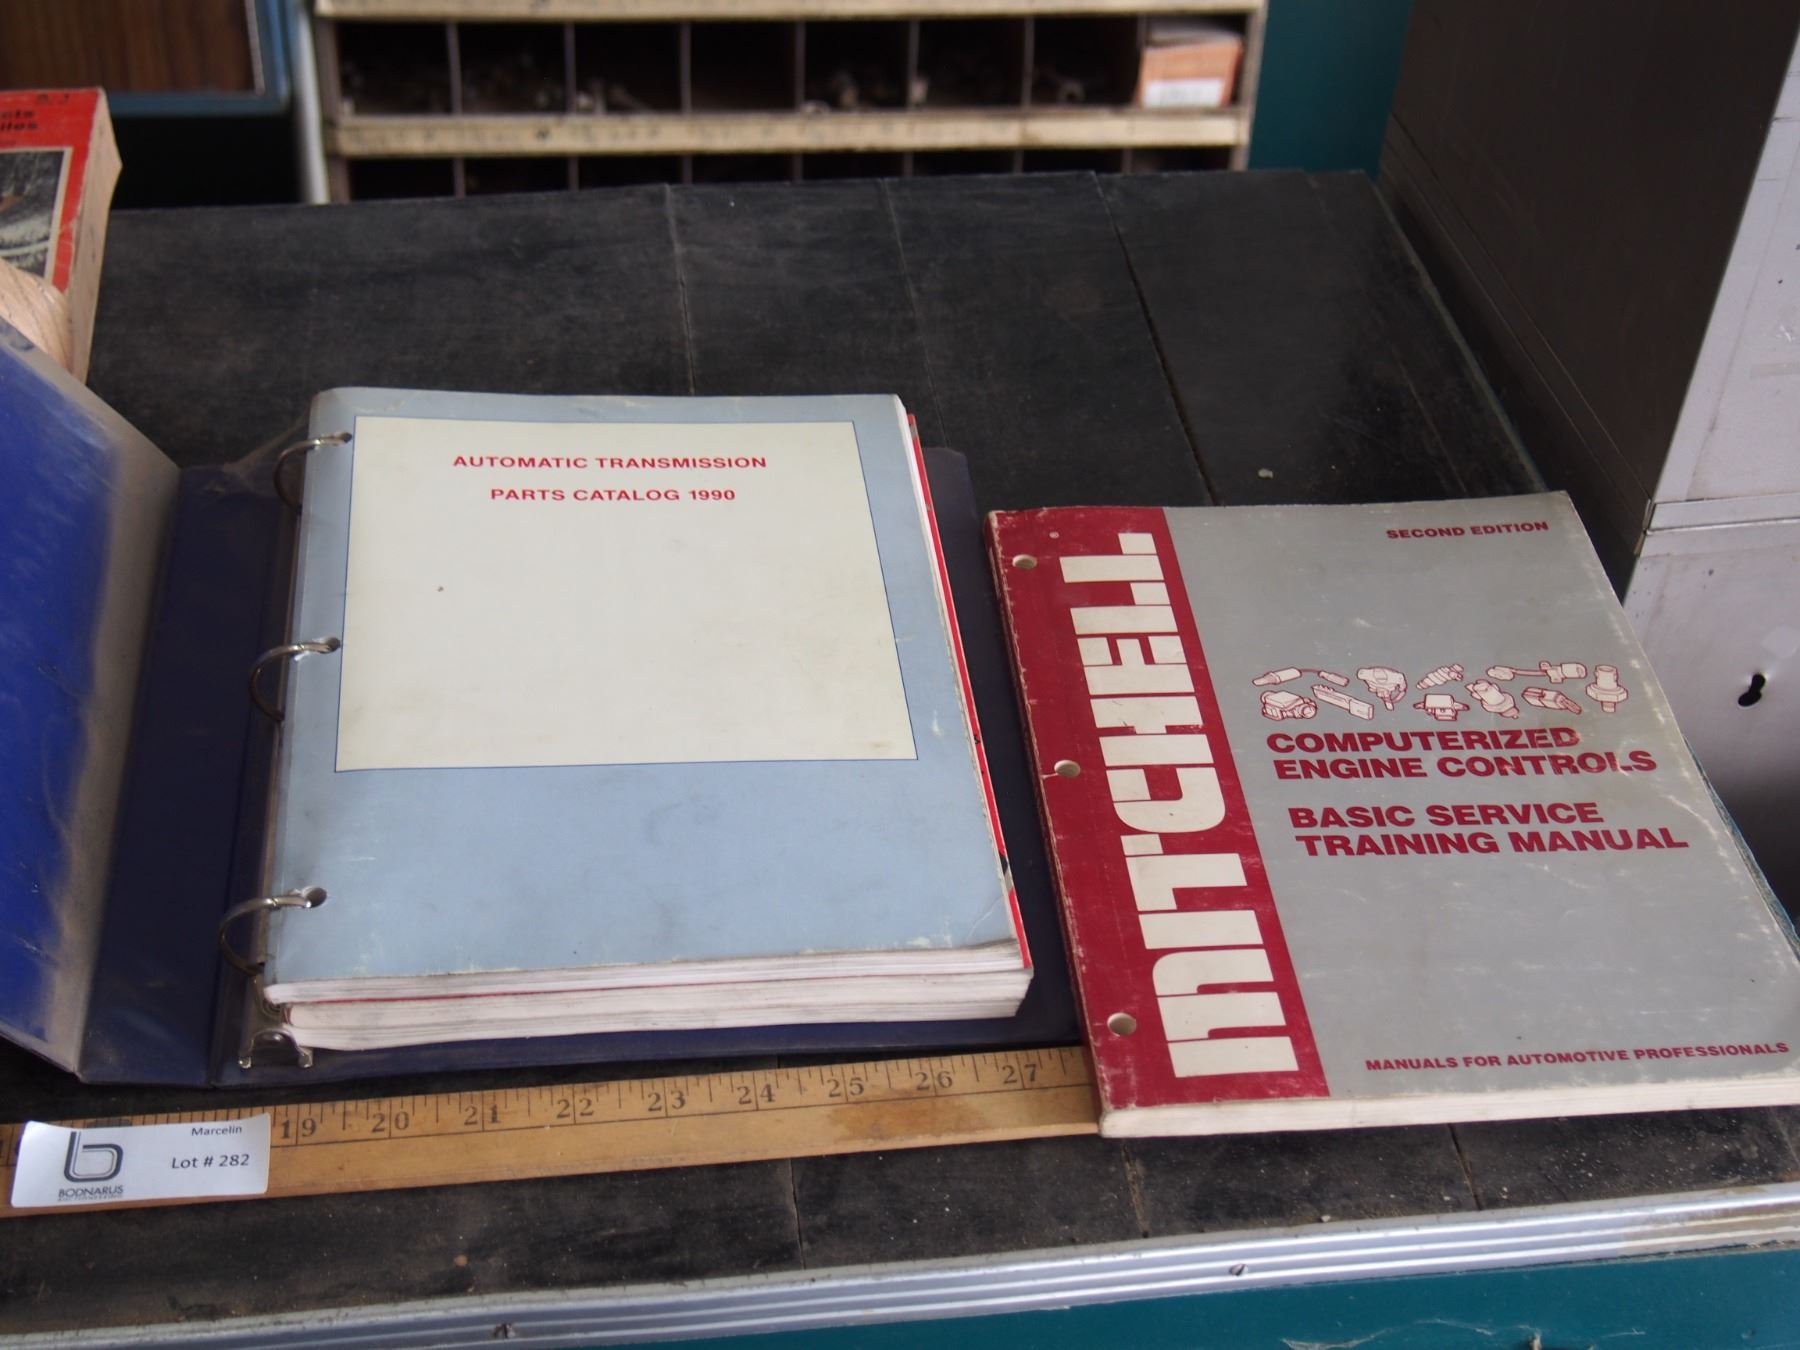 AUTOMATIC TRANSMISSION
PARTS CATALOG 1990
SECOND EDITION
MITCHELL
®
COMPUTERIZED
ENGINE CONTROLS
BASIC SERVICE
TRAINING MANUAL
MANUALS FOR AUTOMOTIVE PROFESSIONALS
19 20 21 22 23 24 25 26 27
Marcelin
Lot # 282
b
BODNARUS